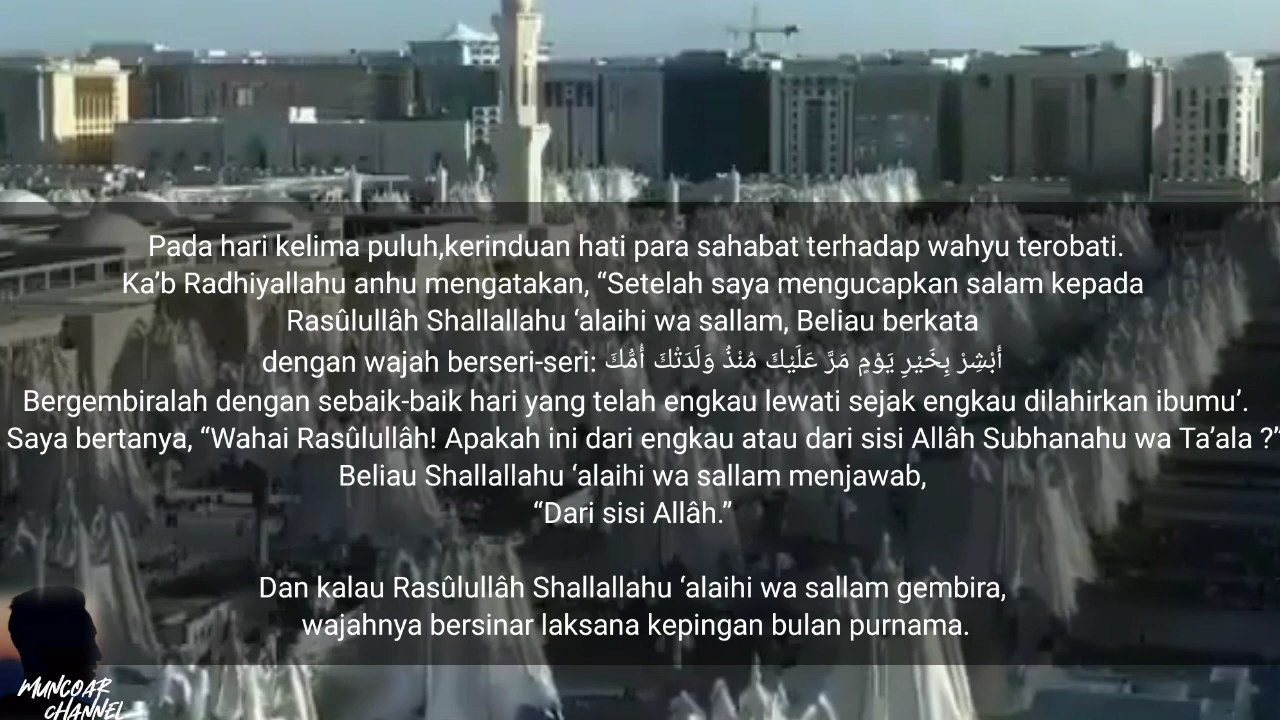 Pada hari kelima puluh,kerinduan hati para sahabat terhadap wahyu terobati.
Ka’b Radhiyallahu anhu mengatakan, “Setelah saya mengucapkan salam kepada
Rasûlullâh Shallallahu ‘alaihi wa sallam, Beliau berkata
dengan wajah berseri-seri: أَبْشِرْ بِخَيْرِ يَوْمٍ مَرَّ عَلَيْكَ مُنْذُ وَلَدَتْكَ أُمُّكَ
Bergembiralah dengan sebaik-baik hari yang telah engkau lewati sejak engkau dilahirkan ibumu’.
Saya bertanya, “Wahai Rasûlullâh! Apakah ini dari engkau atau dari sisi Allâh Subhanahu wa Ta’ala ?”
Beliau Shallallahu ‘alaihi wa sallam menjawab,
“Dari sisi Allâh.”
Dan kalau Rasûlullâh Shallallahu ‘alaihi wa sallam gembira,
wajahnya bersinar laksana kepingan bulan purnama.
MUNCOAR
CHANNEL